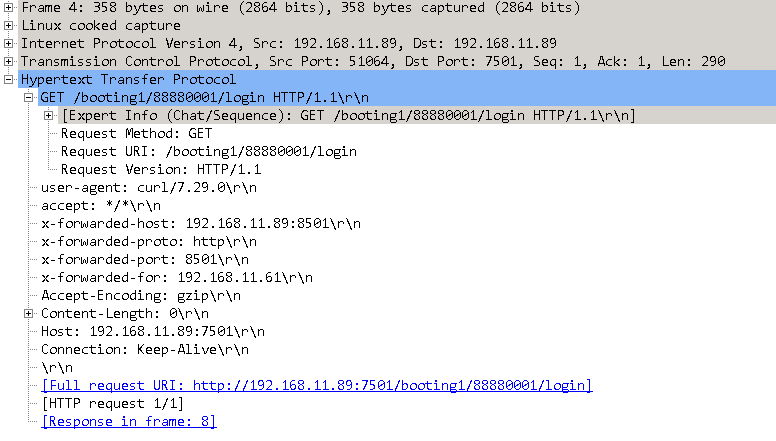 Frame 4: 358 bytes on wire (2864 bits), 358 bytes captured (2864 bits)
Linux cooked capture
Internet Protocol Version 4, Src: 192.168.11.89, Dst: 192.168.11.89
Transmission Control Protocol, Src Port: 51064, Dst Port: 7501, Seq: 1, Ack: 1, Len: 290
Hypertext Transfer Protocol
GET /booting1/88880001/login HTTP/1.1\r\n
[Expert Info (Chat/Sequence): GET /booting1/88880001/login HTTP/1.1\r\n]
Request Method: GET
Request URI: /booting1/88880001/login
Request Version: HTTP/1.1
user-agent: curl/7.29.0\r\n
accept: */*\r\n
x-forwarded-host: 192.168.11.89:8501\r\n
x-forwarded-proto: http\r\n
x-forwarded-port: 8501\r\n
x-forwarded-for: 192.168.11.61\r\n
Accept-Encoding: gzip\r\n
Content-Length: 0\r\n
Host: 192.168.11.89:7501\r\n
Connection: Keep-Alive\r\n
\r\n
[Full request URI: http://192.168.11.89:7501/booting1/88880001/login]
[HTTP request 1/1]
[Response in frame: 8]